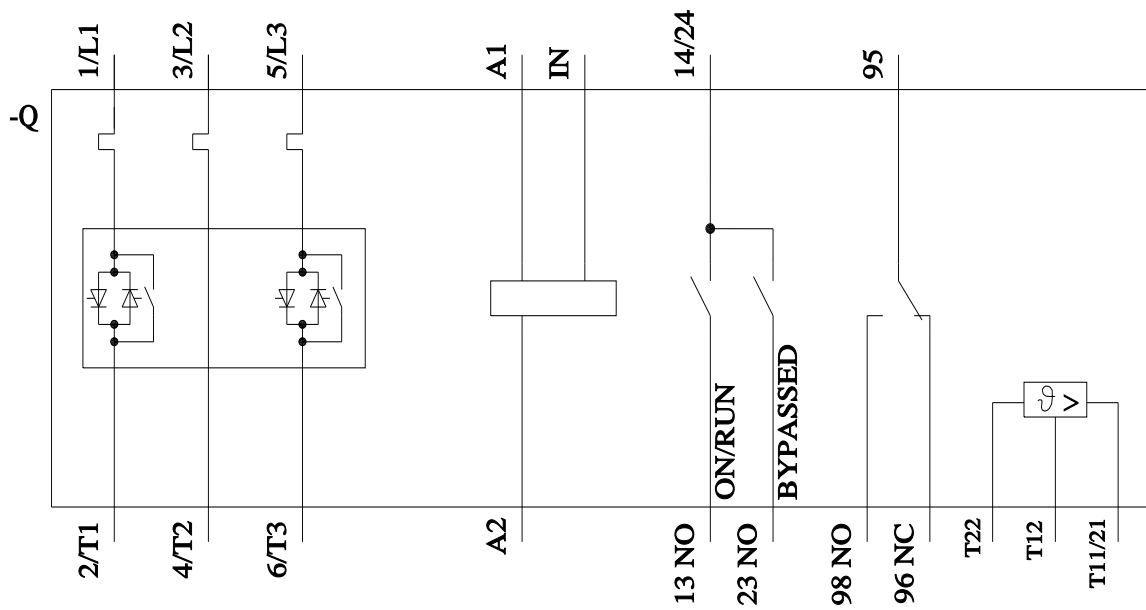 1/L1
3/L2
5/L3
A1
IN
14/24
95
-Q
ON/RUN
BYPASSED
ϑ >
2/T1
4/T2
6/T3
A2
13 NO
23 NO
98 NO
96 NC
T22
T12
T11/21